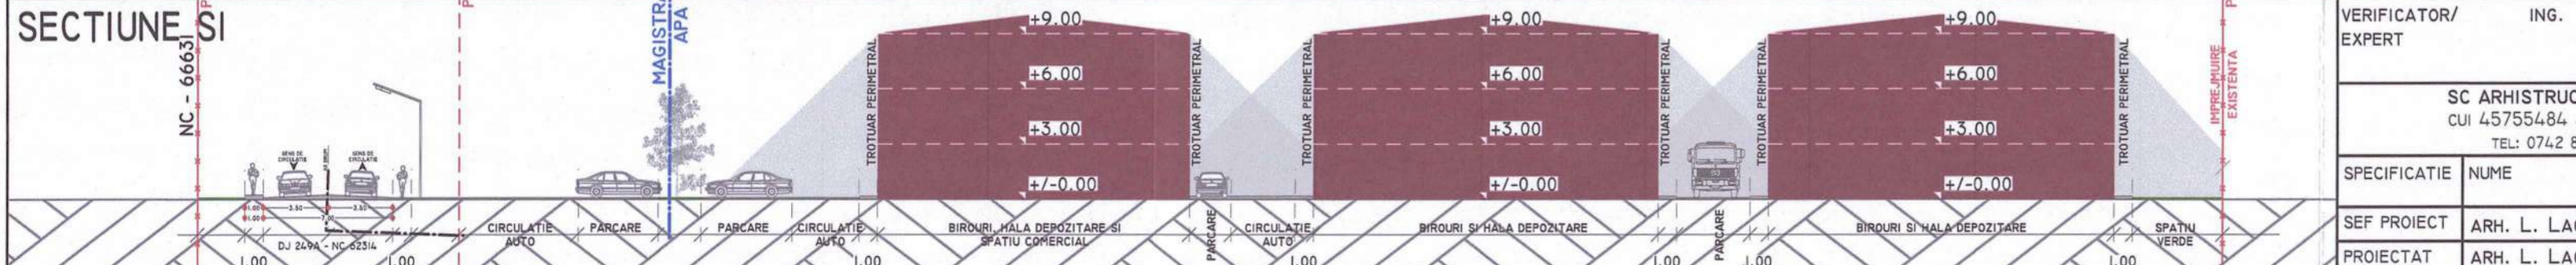 SECTIUNE SI
NC - 66631
MAGISTR
APA
SENS DE
CIRCULATIE
SENS DE
CIRCULATIE
TROTUAR PERIMETRAL
+9.00
+6.00
+3.00
+/-0.00
TROTUAR PERIMETRAL
TROTUAR PERIMETRAL
+9.00
+6.00
+3.00
+/-0.00
TROTUAR PERIMETRAL
TROTUAR PERIMETRAL
+9.00
+6.00
+3.00
+/-0.00
TROTUAR PERIMETRAL
IMPREJMUIRE
EXISTENTA
1.00 3.50 3.50
1.00 7.00
DJ 249A - NC 62314
CIRCULATIE
AUTO
PARCARE
PARCARE
CIRCULATIE
AUTO
BIROURI, HALA DEPOZITARE SI
SPATIU COMERCIAL
PARCARE
CIRCULATIE
AUTO
BIROURI SI HALA DEPOZITARE
PARCARE
BIROURI SI HALA DEPOZITARE
SPATIU
VERDE
1.00 1.00 1.00 1.00 1.00 1.00 1.00
VERIFICATOR/ ING.
EXPERT
SC ARHISTRUC
CUI 45755484
TEL: 0742 8
SPECIFICATIE NUME
SEF PROIECT ARH. L. LA
PROIECTAT ARH. L. LA